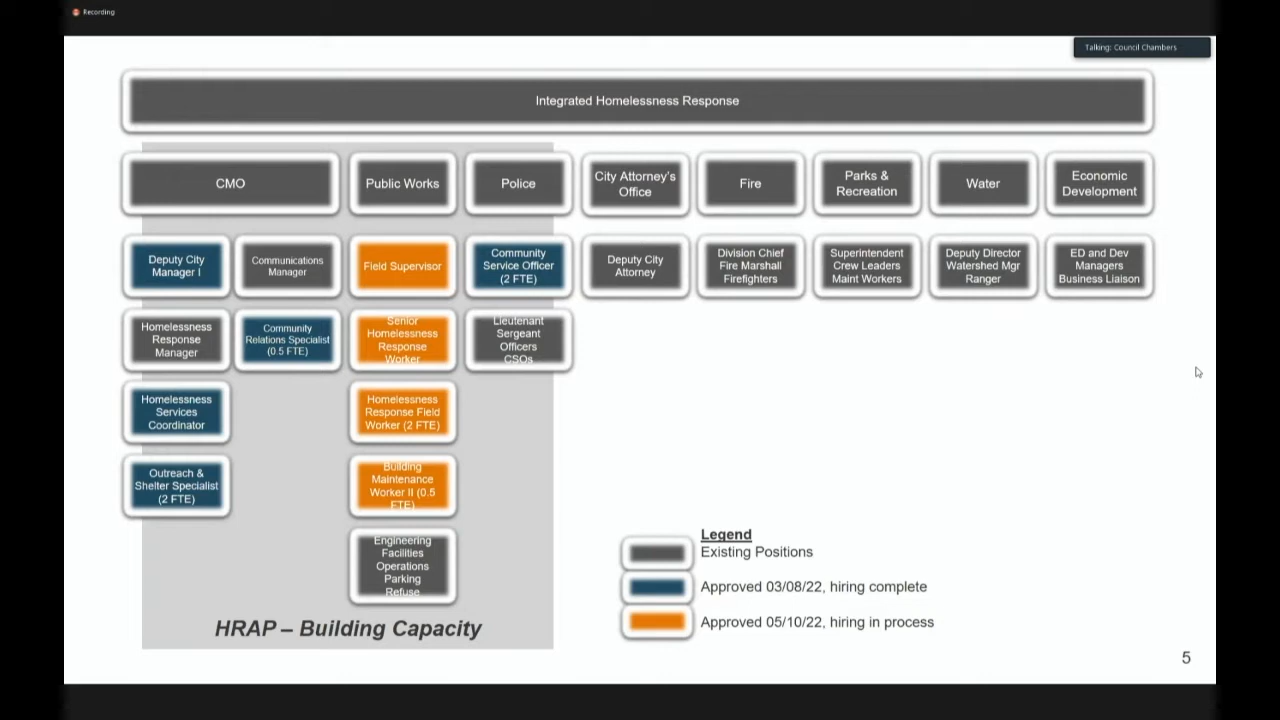 Recording
Talking: Council Chambers
Integrated Homelessness Response
CMO
Public Works
Police
City Attorney's
Office
Fire
Parks &
Recreation
Water
Economic
Development
Deputy City
Manager I
Communications
Manager
Field Supervisor
Community
Service Officer
(2 FTE)
Deputy City
Attorney
Division Chief
Fire Marshall
Firefighters
Superintendent
Crew Leaders
Maint Workers
Deputy Director
Watershed Mgr
Ranger
ED and Dev
Managers
Business Liaison
Homelessness
Response
Manager
Community
Relations Specialist
(0.5 FTE)
Senior
Homelessness
Response
Worker
Lieutenant
Sergeant
Officers
CSOs
Homelessness
Services
Coordinator
Homelessness
Response Field
Worker (2 FTE)
Outreach &
Shelter Specialist
(2 FTE)
Building
Maintenance
Worker II (0.5
FTE)
Engineering
Facilities
Operations
Parking
Refuse
HRAP – Building Capacity
Legend
Existing Positions
Approved 03/08/22, hiring complete
Approved 05/10/22, hiring in process
5